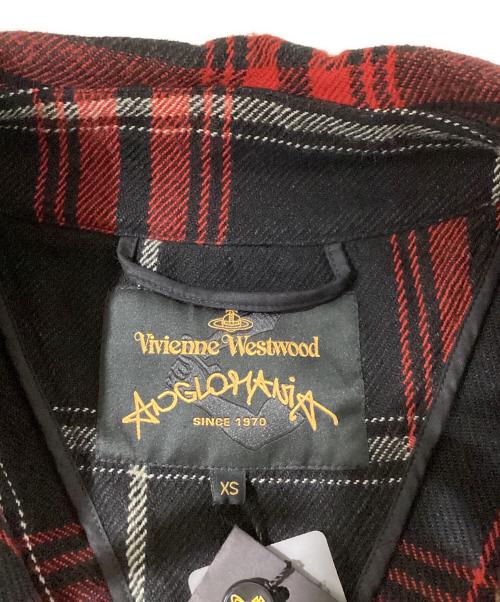 Vivienne Westwood
ANGLOMANIA
SINCE 1970
XS